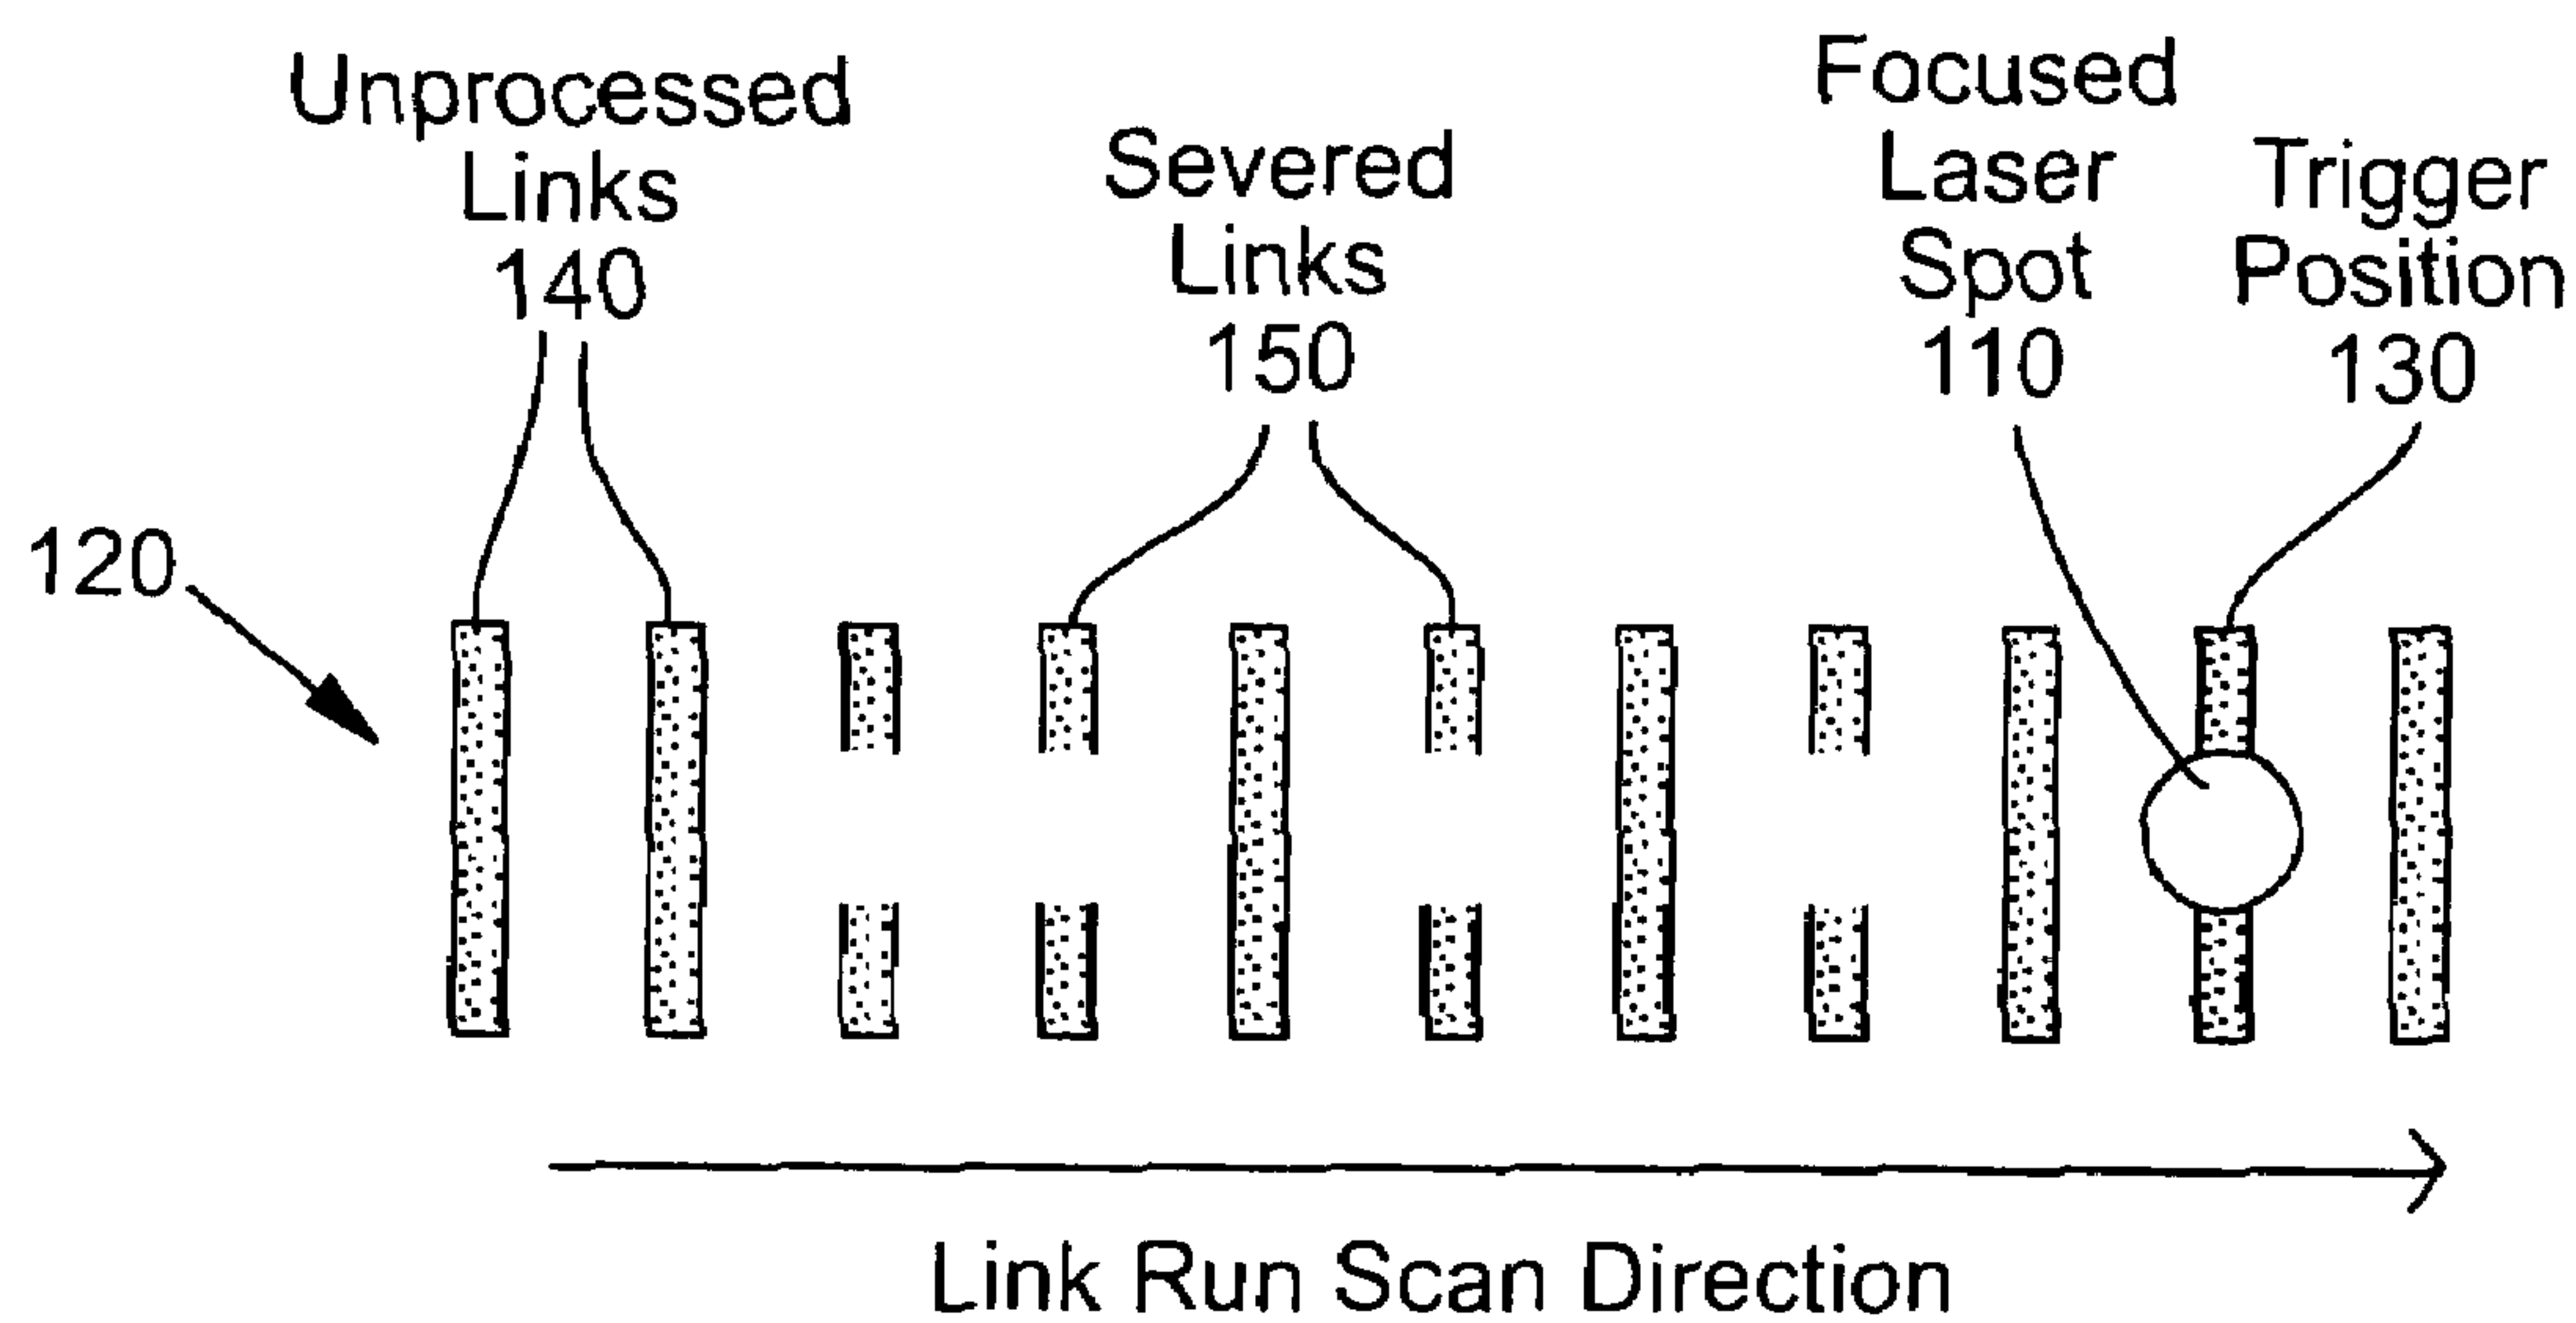 Unprocessed
Links
140
Severed
Links
150
Focused
Laser
Spot
110
Trigger
Position
130
120
Link Run Scan Direction